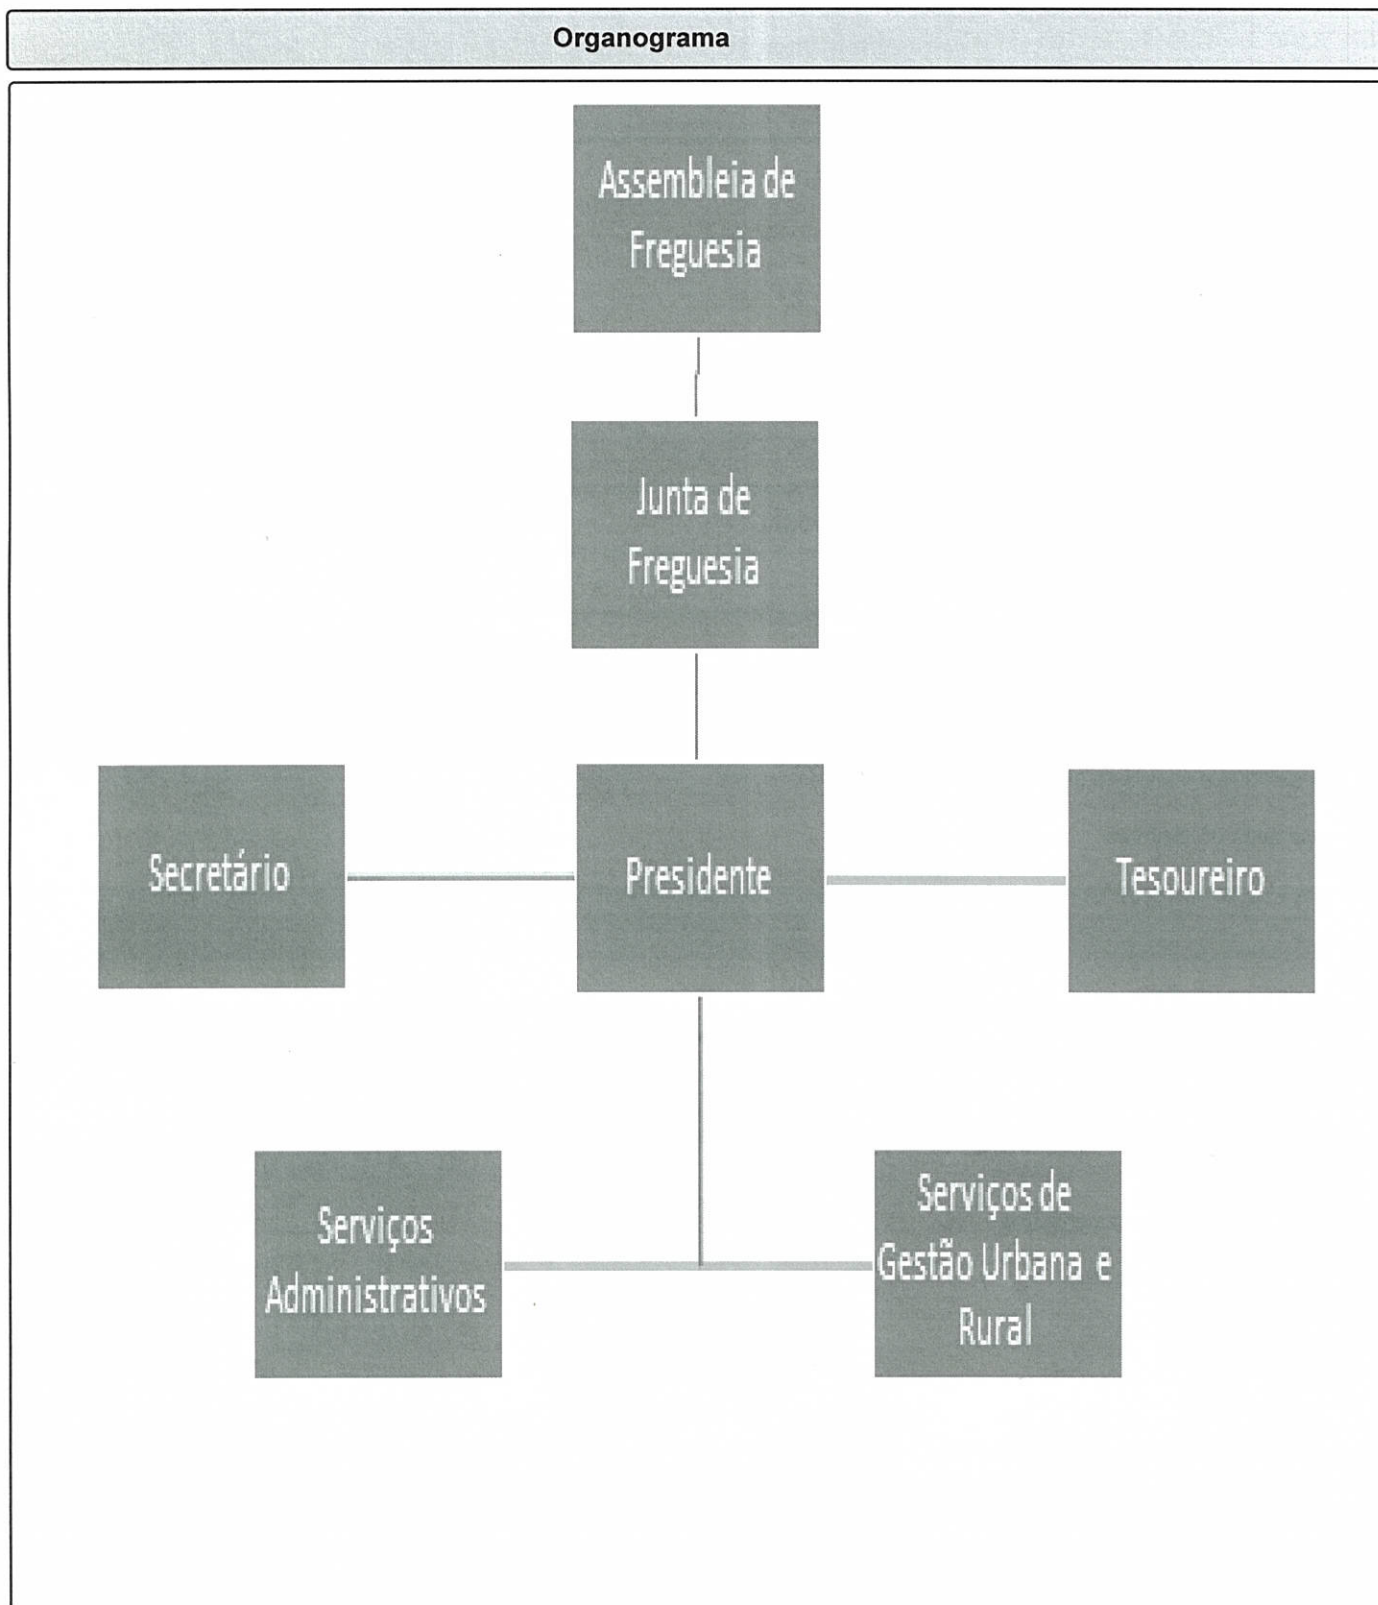 Organograma
Assembleia de
Freguesia
Junta de
Freguesia
Secretário
Presidente
Tesoureiro
Serviços
Administrativos
Serviços de
Gestão Urbana e
Rural